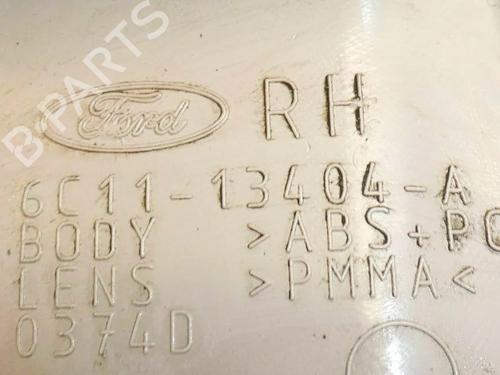 Ford RH
6C11-13404-A
BODY >ABS+PC
LENS >PMMA<
0374D
B-PARTS